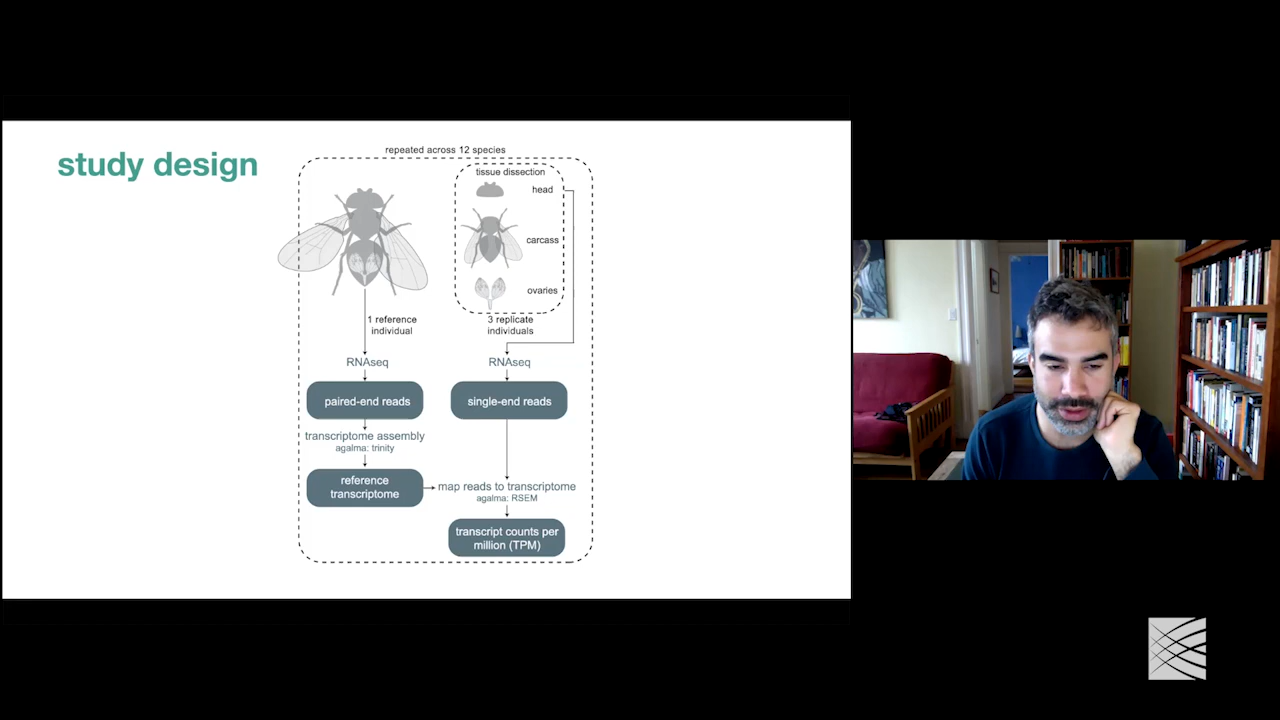 study design
repeated across 12 species
tissue dissection
head
carcass
ovaries
1 reference
individual
3 replicate
individuals
RNAseq
RNAseq
paired-end reads
single-end reads
transcriptome assembly
agalma: trinity
reference
transcriptome
map reads to transcriptome
agalma: RSEM
transcript counts per
million (TPM)